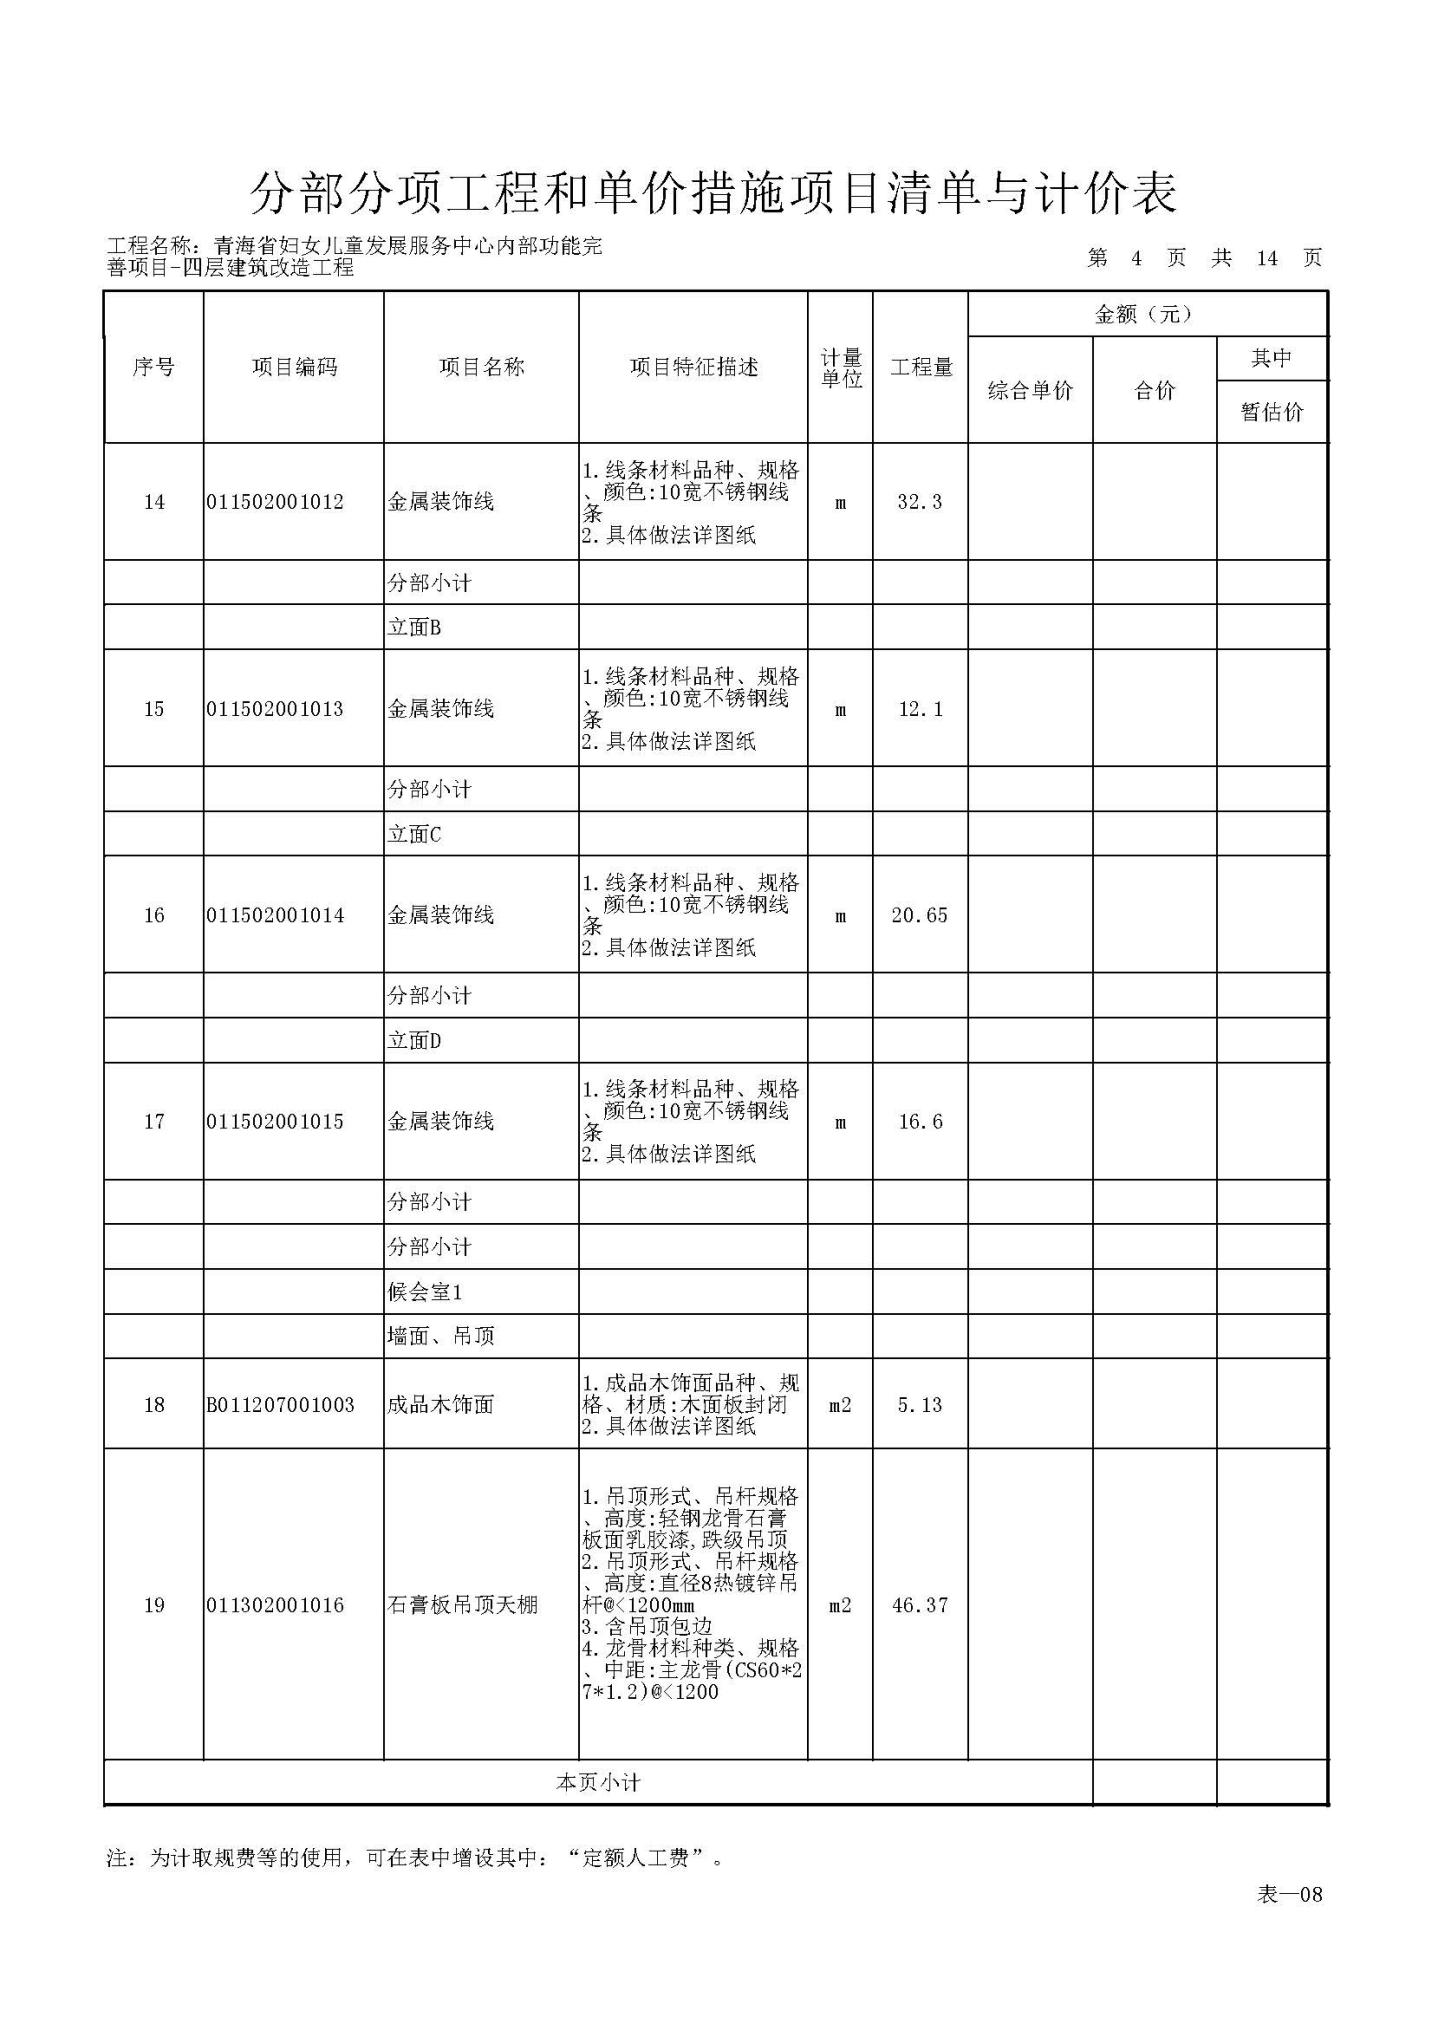 分部分项工程和单价措施项目清单与计价表
工程名称：青海省妇女儿童发展服务中心内部功能完
善项目-四层建筑改造工程
第 4 页 共 14 页
序号 项目编码 项目名称 项目特征描述 计量单位 工程量 金额（元）
综合单价 合价 其中
暂估价
14 011502001012 金属装饰线 1.线条材料品种、规格
、颜色:10宽不锈钢线
条
2.具体做法详图纸 m 32.3
分部小计
立面B
15 011502001013 金属装饰线 1.线条材料品种、规格
、颜色:10宽不锈钢线
条
2.具体做法详图纸 m 12.1
分部小计
立面C
16 011502001014 金属装饰线 1.线条材料品种、规格
、颜色:10宽不锈钢线
条
2.具体做法详图纸 m 20.65
分部小计
立面D
17 011502001015 金属装饰线 1.线条材料品种、规格
、颜色:10宽不锈钢线
条
2.具体做法详图纸 m 16.6
分部小计
分部小计
候会室1
墙面、吊顶
18 B011207001003 成品木饰面 1.成品木饰面品种、规
格、材质:木面板封闭
2.具体做法详图纸 m2 5.13
19 011302001016 石膏板吊顶天棚 1.吊顶形式、吊杆规格
、高度:轻钢龙骨石膏
板面乳胶漆,跌级吊顶
2.吊顶形式、吊杆规格
、高度:直径8热镀锌吊
杆@<1200mm
3.含吊顶包边
4.龙骨材料种类、规格
、中距:主龙骨(CS60*2
7*1.2)@<1200 m2 46.37
本页小计
注：为计取规费等的使用，可在表中增设其中：“定额人工费”。
表—08